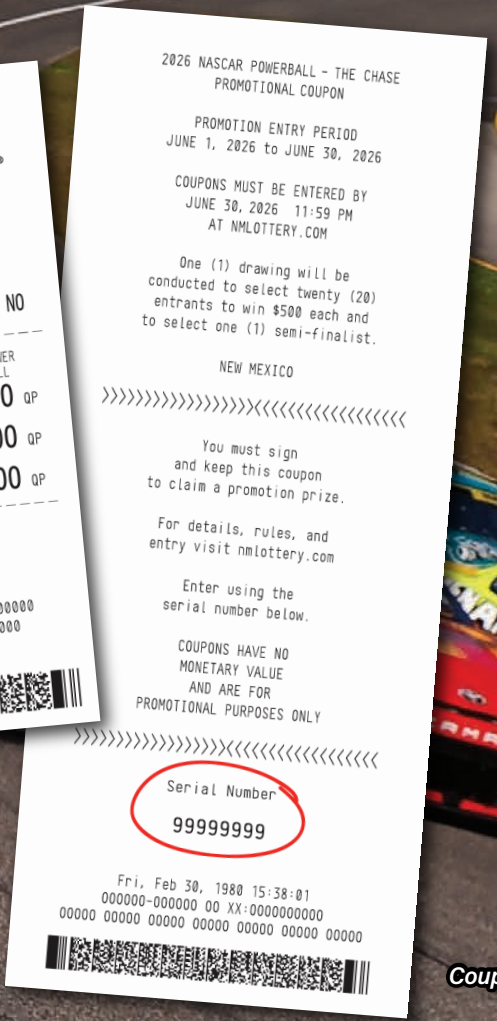 NO
QP
QP
QP
2026 NASCAR POWERBALL - THE CHASE
PROMOTIONAL COUPON
PROMOTION ENTRY PERIOD
JUNE 1, 2026 to JUNE 30, 2026
COUPONS MUST BE ENTERED BY
JUNE 30, 2026 11:59 PM
AT NMLOTTERY.COM
One (1) drawing will be
conducted to select twenty (20)
entrants to win $500 each and
to select one (1) semi-finalist.
NEW MEXICO
》》》》》》》》》《《《《《《《《《
You must sign
and keep this coupon
to claim a promotion prize.
For details, rules, and
entry visit nmlottery.com
Enter using the
serial number below.
COUPONS HAVE NO
MONETARY VALUE
AND ARE FOR
PROMOTIONAL PURPOSES ONLY
》》》》》》》》》《《《《《《《《《
Serial Number
99999999
Fri, Feb 30, 1980 15:38:01
000000-000000 00 XX:0000000000
00000 00000 00000 00000 00000 00000 00000
Coup